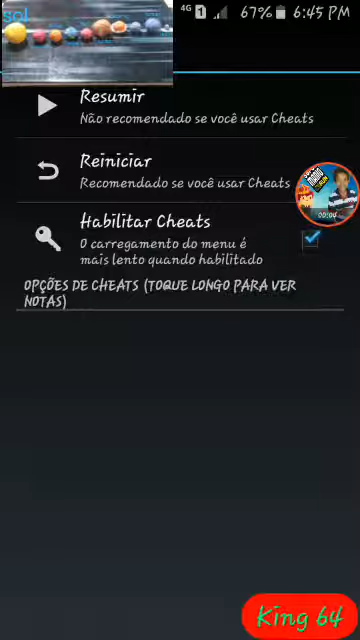 sol
4G 1 67% 6:45 PM
Resumir
Não recomendado se você usar Cheats
Reiniciar
Recomendado se você usar Cheats
00:00
Habilitar Cheats
O carregamento do menu é
mais lento quando habilitado
OPÇÕES DE CHEATS (TOQUE LONGO PARA VER
NOTAS)
King 64